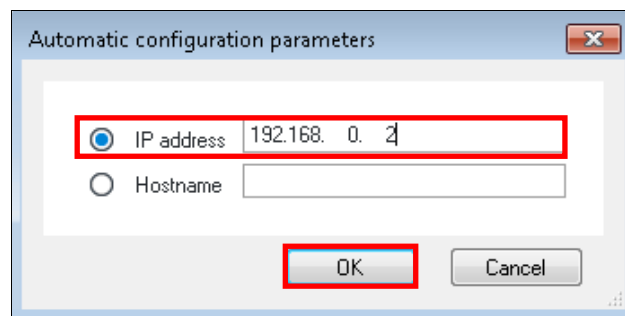 Automatic configuration parameters
IP address 192.168. 0. 2
Hostname
OK Cancel